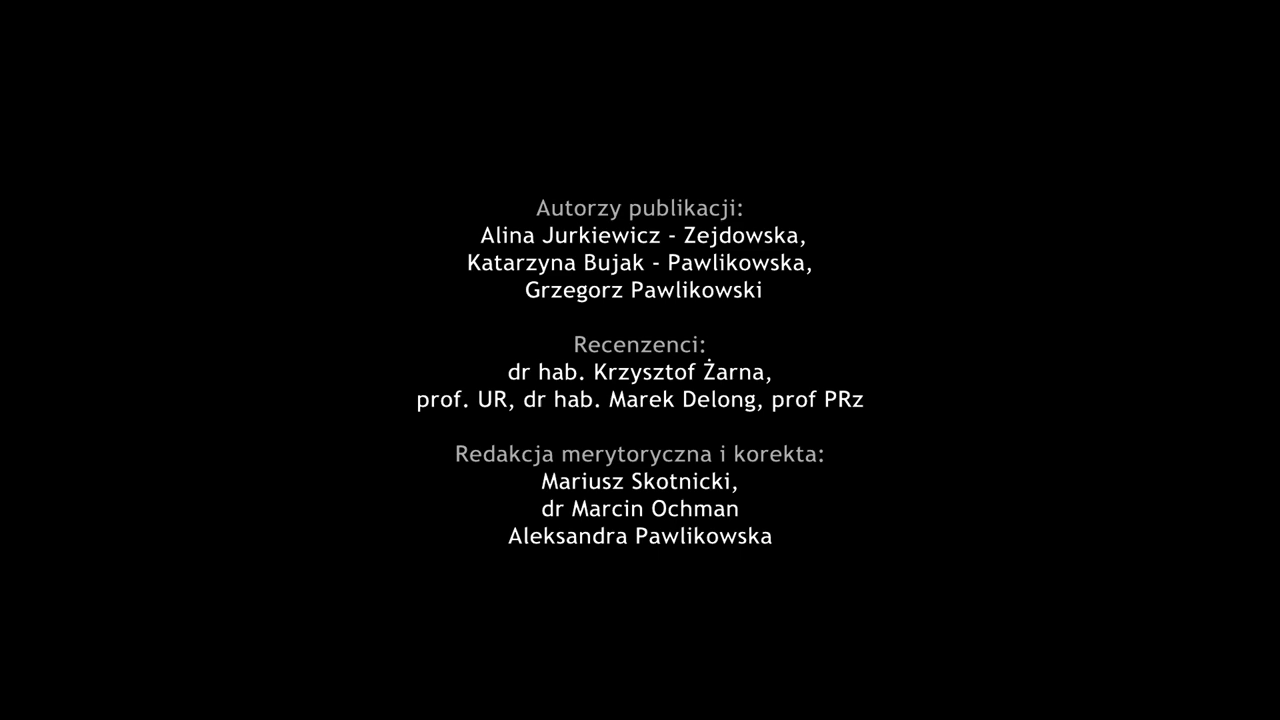 Autorzy publikacji:
Alina Jurkiewicz - Zejdowska,
Katarzyna Bujak - Pawlikowska,
Grzegorz Pawlikowski
Recenzenci:
dr hab. Krzysztof Żarna,
prof. UR, dr hab. Marek Delong, prof PRz
Redakcja merytoryczna i korekta:
Mariusz Skotnicki,
dr Marcin Ochman
Aleksandra Pawlikowska